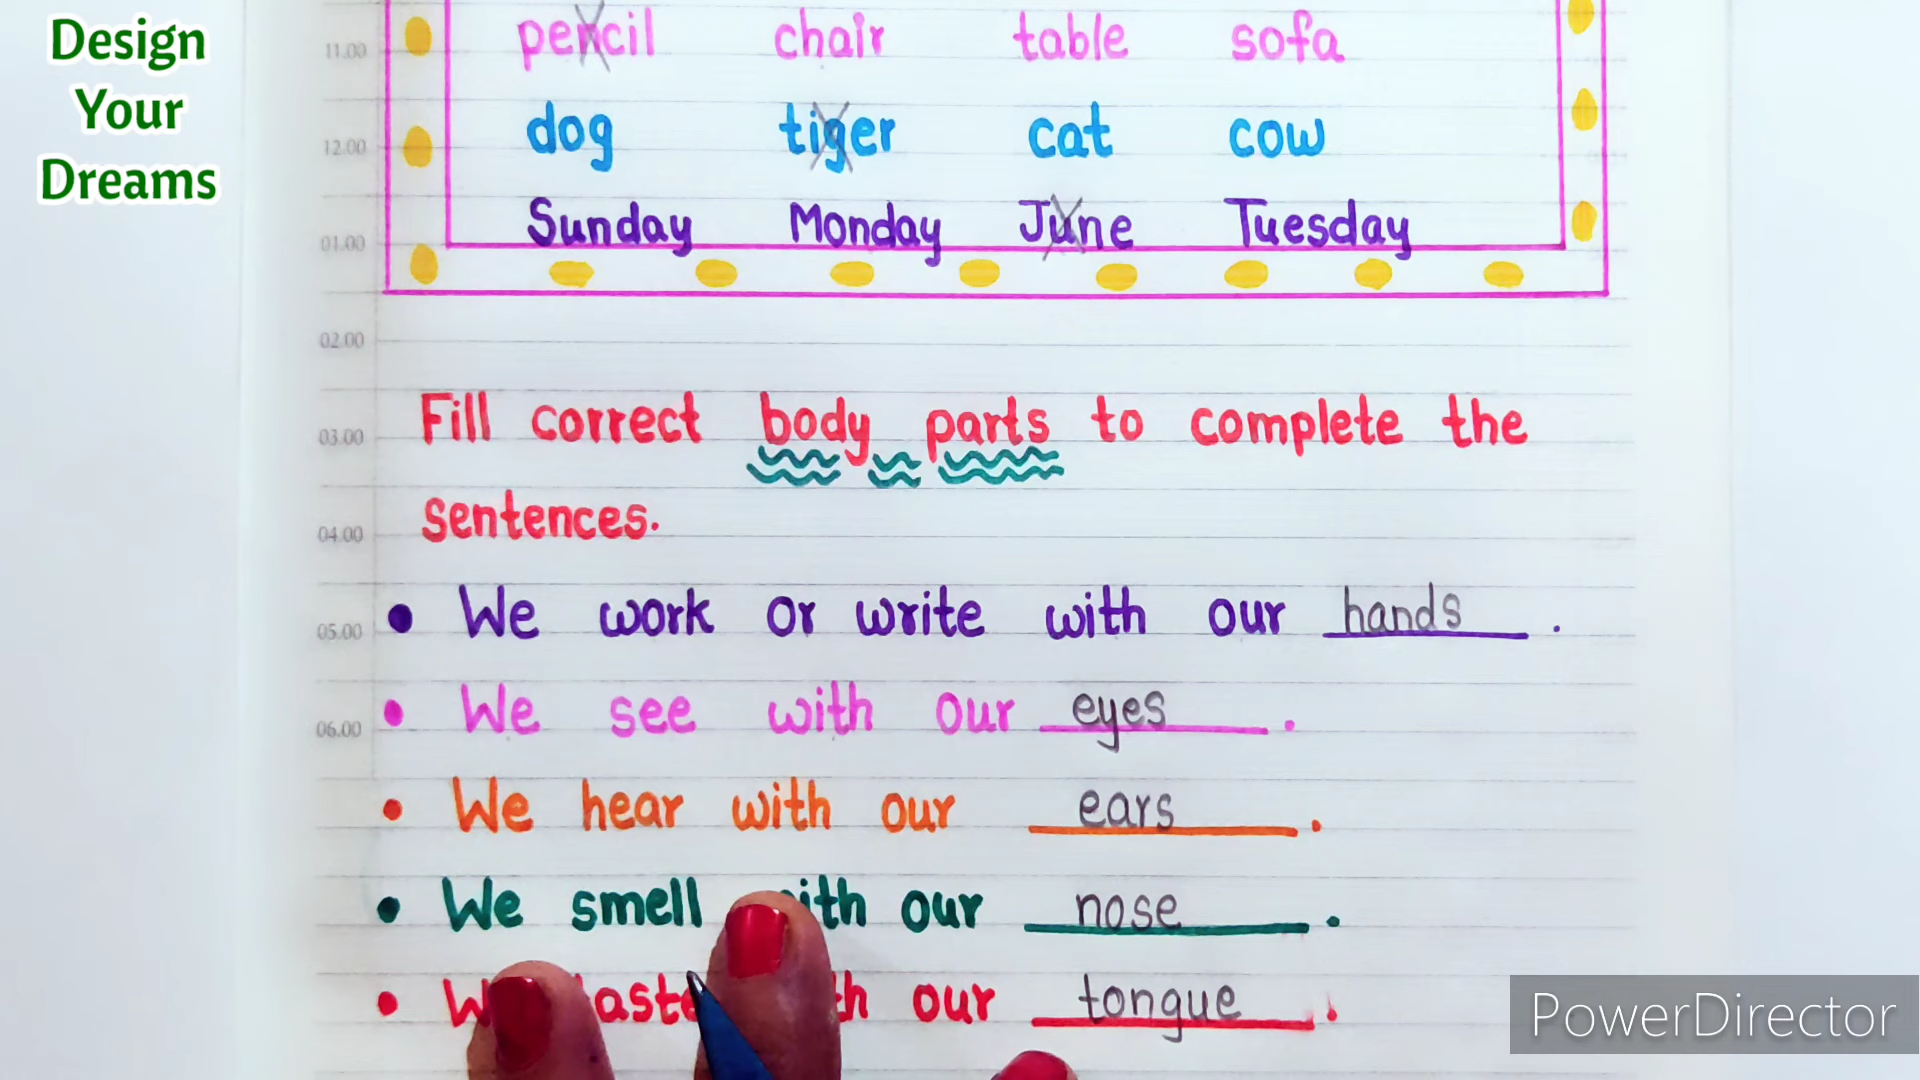 Design
Your
Dreams
11.00 pencil chair table sofa
12.00 dog tiger cat cow
01.00 Sunday Monday June Tuesday
02.00
03.00 Fill correct body parts to complete the
04.00 sentences.
05.00 • We work or write with our hands .
06.00 • We see with our eyes .
• We hear with our ears .
• We smell with our nose .
• our tongue .
PowerDirector